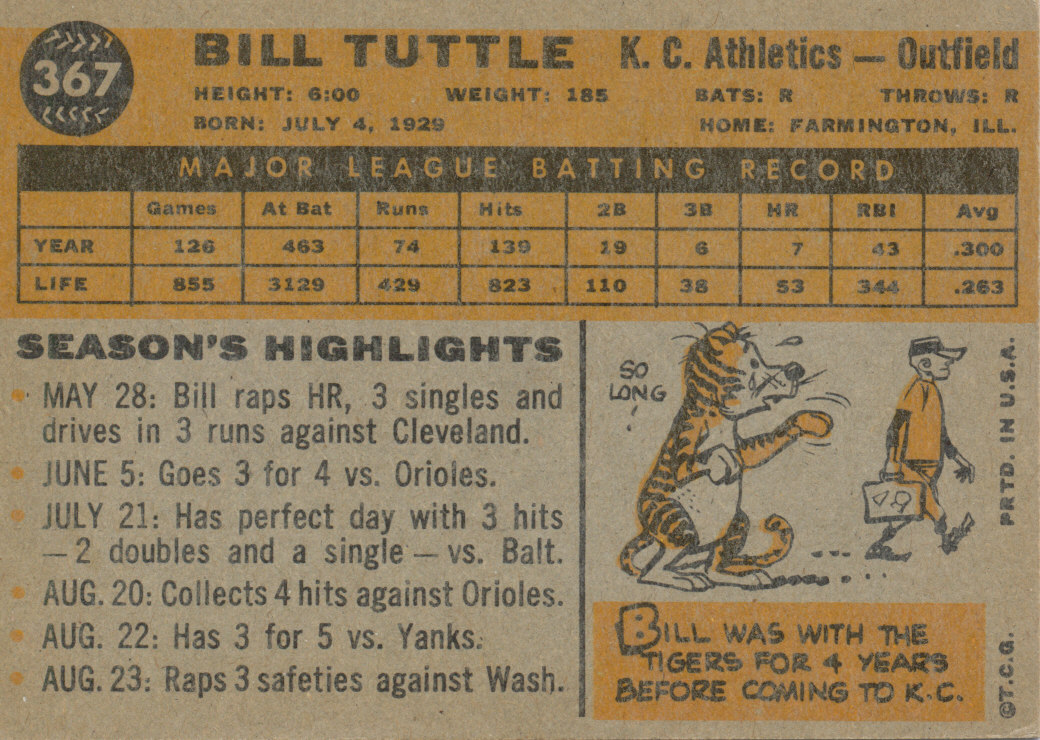 367
BILL TUTTLE K. C. Athletics — Outfield
HEIGHT: 6:00 WEIGHT: 185 BATS: R THROWS: R
BORN: JULY 4, 1929 HOME: FARMINGTON, ILL.
MAJOR LEAGUE BATTING RECORD
Games At Bat Runs Hits 2B 3B HR RBI Avg
YEAR 126 463 74 139 19 6 7 43 .300
LIFE 855 3129 429 823 110 38 53 344 .263
SEASON'S HIGHLIGHTS
• MAY 28: Bill raps HR, 3 singles and
drives in 3 runs against Cleveland.
• JUNE 5: Goes 3 for 4 vs. Orioles.
• JULY 21: Has perfect day with 3 hits
— 2 doubles and a single — vs. Balt.
• AUG. 20: Collects 4 hits against Orioles.
• AUG. 22: Has 3 for 5 vs. Yanks.
• AUG. 23: Raps 3 safeties against Wash.
SO
LONG
BILL WAS WITH THE
TIGERS FOR 4 YEARS
BEFORE COMING TO K.C.
©T.C.G. PRTD. IN U.S.A.